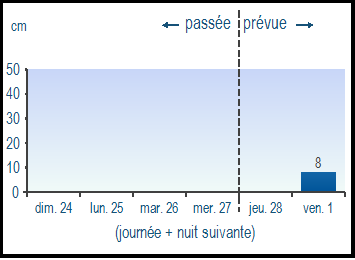 passée prévue
cm
50
40
30
20
10
0
8
dim. 24 lun. 25 mar. 26 mer. 27 jeu. 28 ven. 1
(journée + nuit suivante)